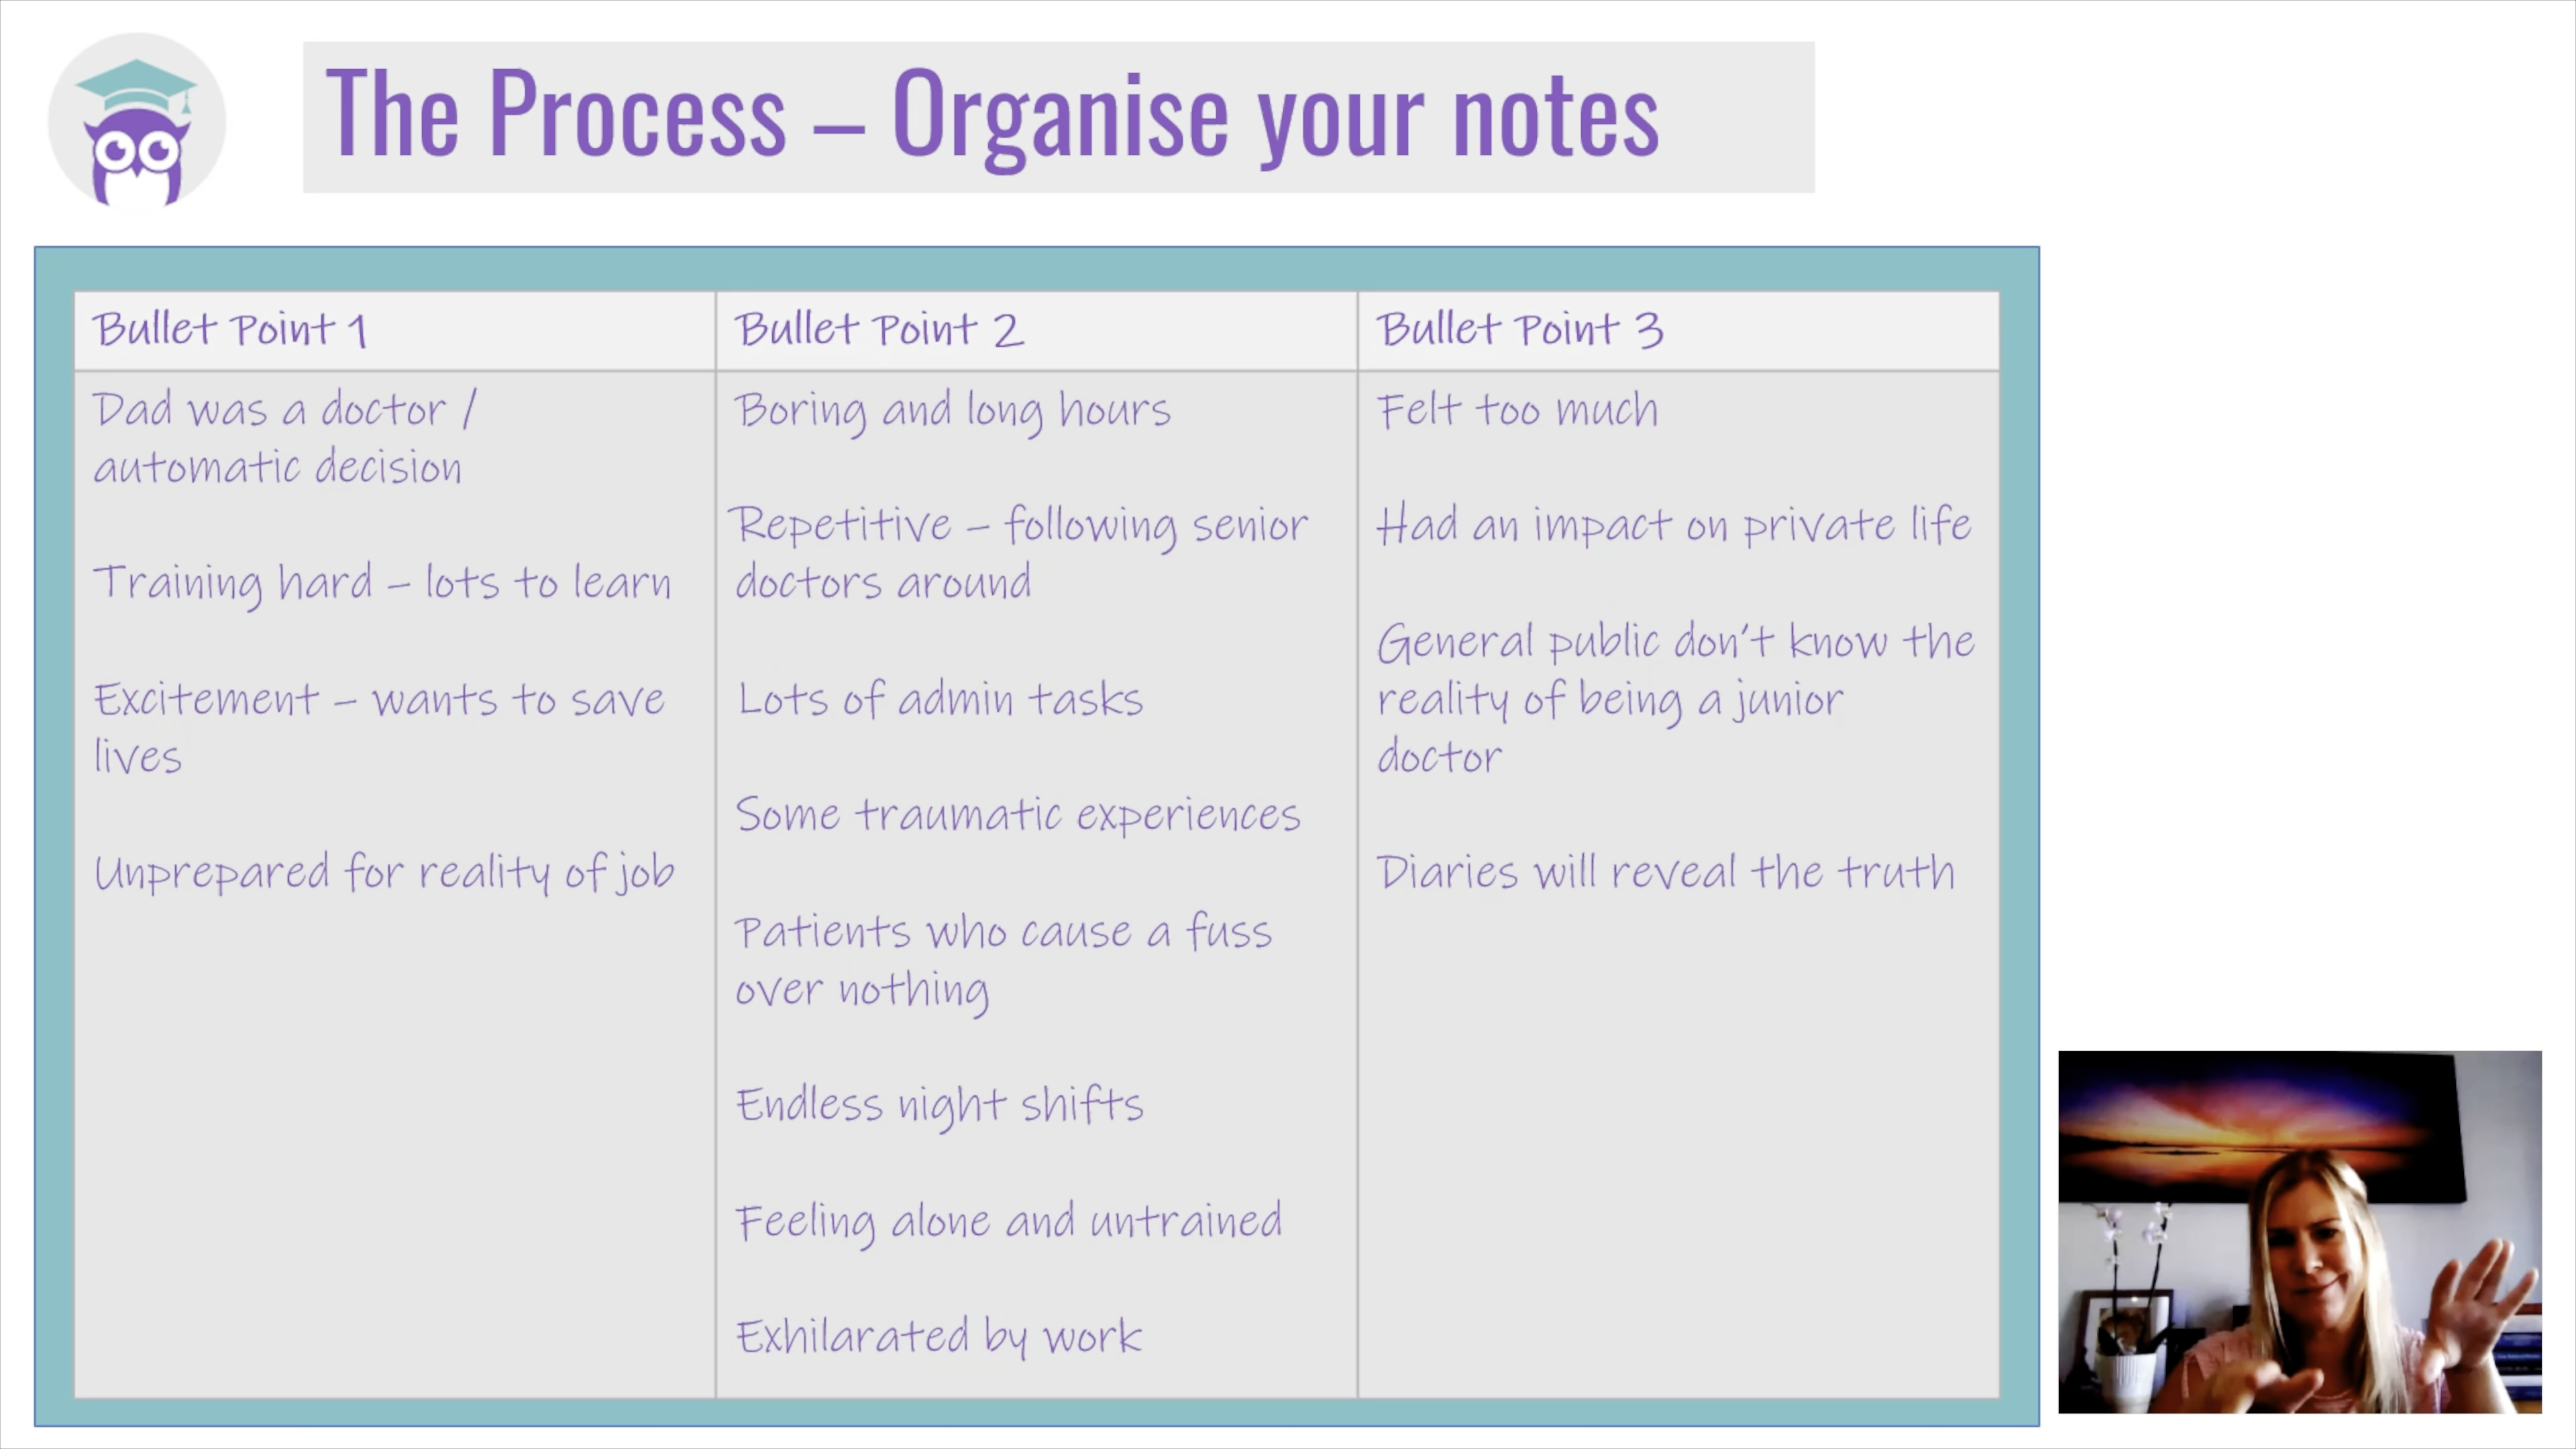 The Process – Organise your notes
Bullet Point 1
Dad was a doctor /
automatic decision
Training hard – lots to learn
Excitement – wants to save
lives
Unprepared for reality of job
Bullet Point 2
Boring and long hours
Repetitive – following senior
doctors around
Lots of admin tasks
Some traumatic experiences
Patients who cause a fuss
over nothing
Endless night shifts
Feeling alone and untrained
Exhilarated by work
Bullet Point 3
Felt too much
Had an impact on private life
General public don't know the
reality of being a junior
doctor
Diaries will reveal the truth